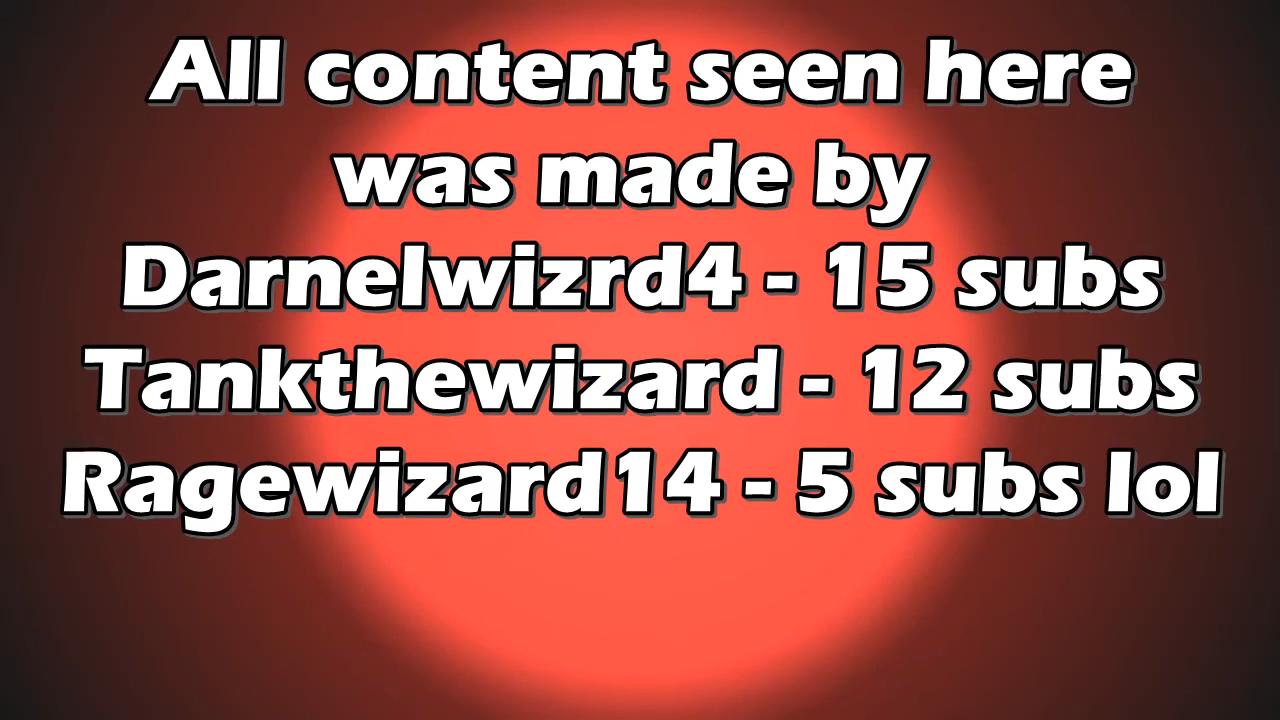 All content seen here
was made by
Darnelwizrd4 - 15 subs
Tankthewizard - 12 subs
Ragewizard14 - 5 subs lol